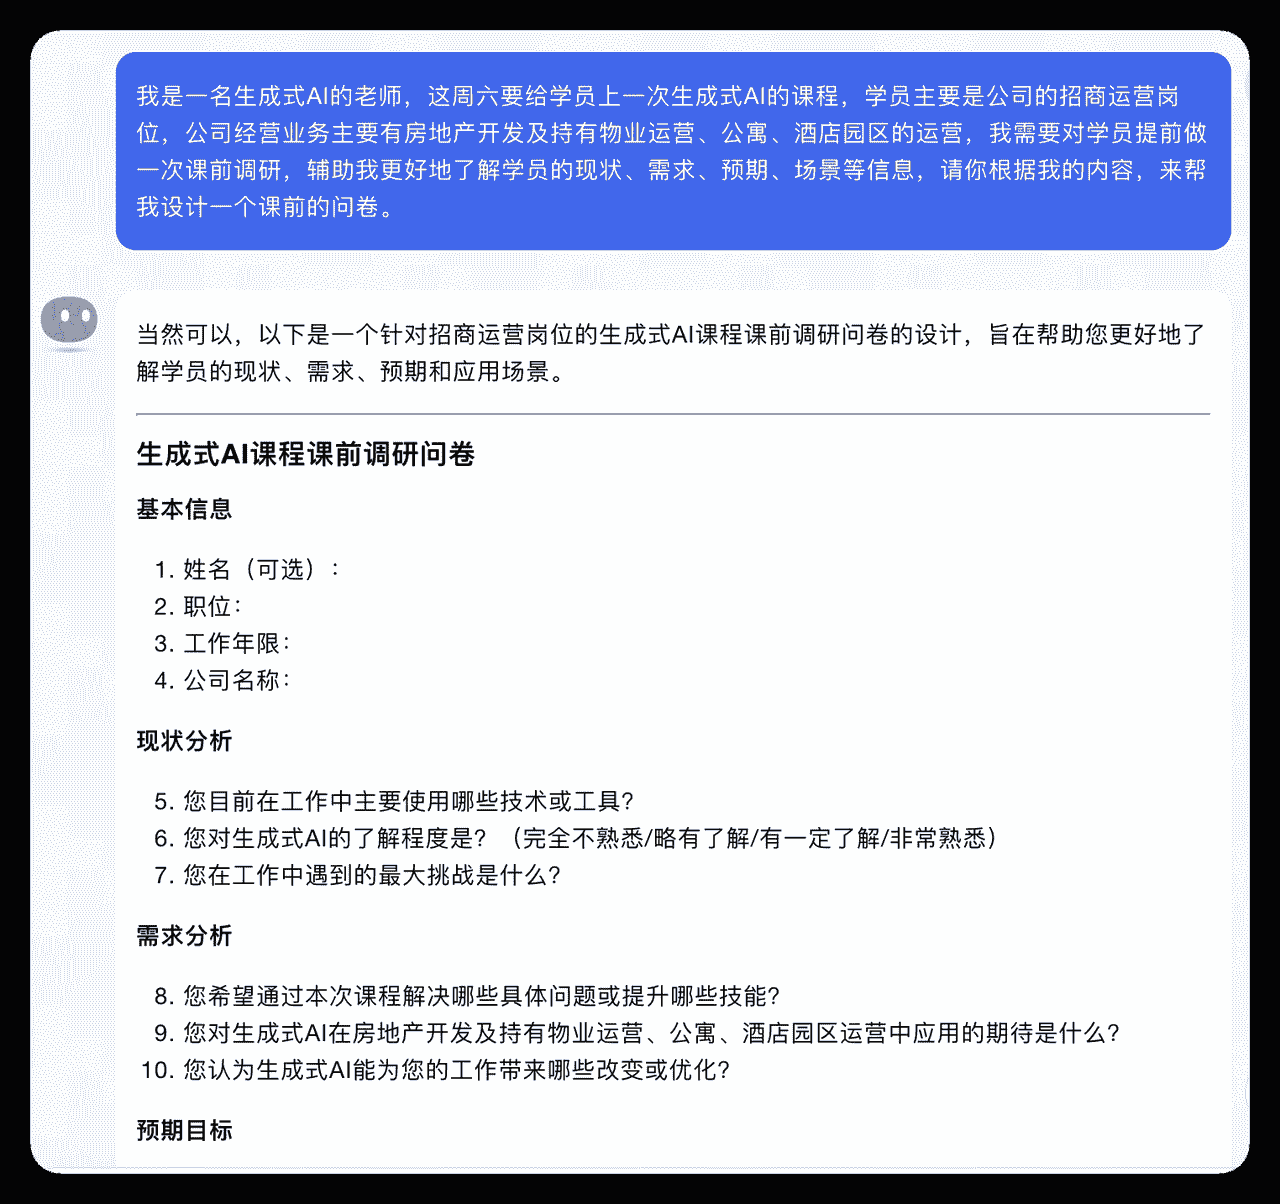 我是一名生成式AI的老师，这周六要给学员上一次生成式AI的课程，学员主要是公司的招商运营岗
位，公司经营业务主要有房地产开发及持有物业运营、公寓、酒店园区的运营，我需要对学员提前做
一次课前调研，辅助我更好地了解学员的现状、需求、预期、场景等信息，请你根据我的内容，来帮
我设计一个课前的问卷。
当然可以，以下是一个针对招商运营岗位的生成式AI课程课前调研问卷的设计，旨在帮助您更好地了
解学员的现状、需求、预期和应用场景。
生成式AI课程课前调研问卷
基本信息
1. 姓名（可选）：
2. 职位：
3. 工作年限：
4. 公司名称：
现状分析
5. 您目前在工作中主要使用哪些技术或工具？
6. 您对生成式AI的了解程度是？（完全不熟悉/略有了解/有一定了解/非常熟悉）
7. 您在工作中遇到的最大挑战是什么？
需求分析
8. 您希望通过本次课程解决哪些具体问题或提升哪些技能？
9. 您对生成式AI在房地产开发及持有物业运营、公寓、酒店园区运营中应用的期待是什么？
10. 您认为生成式AI能为您的工作带来哪些改变或优化？
预期目标